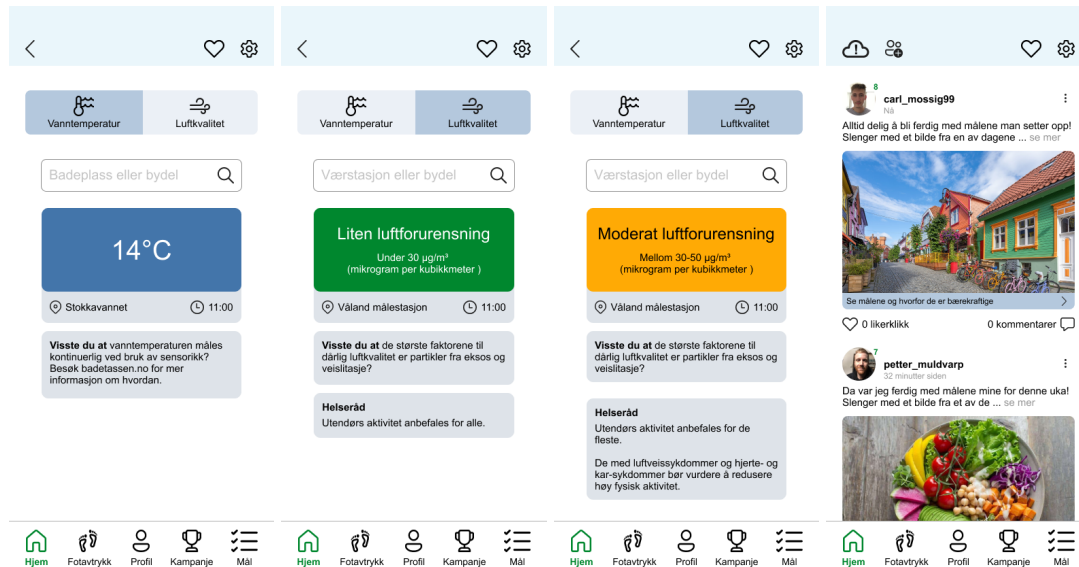 Vanntemperatur
Luftkvalitet
Badeplass eller bydel
14°C
Stokkavannet
11:00
Visste du at vanntemperaturen måles
kontinuerlig ved bruk av sensorikk?
Besøk badetassen.no for mer
informasjon om hvordan.
Hjem
Fotavtrykk
Profil
Kampanje
Mål
Vanntemperatur
Luftkvalitet
Værstasjon eller bydel
Liten luftforurensning
Under 30 µg/m³
(mikrogram per kubikkmeter )
Våland målestasjon
11:00
Visste du at de største faktorene til
dårlig luftkvalitet er partikler fra eksos og
veislitasje?
Helseråd
Utendørs aktivitet anbefales for alle.
Hjem
Fotavtrykk
Profil
Kampanje
Mål
Vanntemperatur
Luftkvalitet
Værstasjon eller bydel
Moderat luftforurensning
Mellom 30-50 µg/m³
(mikrogram per kubikkmeter )
Våland målestasjon
11:00
Visste du at de største faktorene til
dårlig luftkvalitet er partikler fra eksos og
veislitasje?
Helseråd
Utendørs aktivitet anbefales for de
fleste.
De med luftveissykdommer og hjerte- og
kar-sykdommer bør vurdere å redusere
høy fysisk aktivitet.
Hjem
Fotavtrykk
Profil
Kampanje
Mål
8
carl_mossig99
Nå
Alltid delig å bli ferdig med målene man setter opp!
Slenger med et bilde fra en av dagene ... se mer
Se målene og hvorfor de er bærekraftige
0 likerklikk
0 kommentarer
7
petter_muldvarp
32 minutter siden
Da var jeg ferdig med målene mine for denne uka!
Slenger med et bilde fra et av de ... se mer
Hjem
Fotavtrykk
Profil
Kampanje
Mål